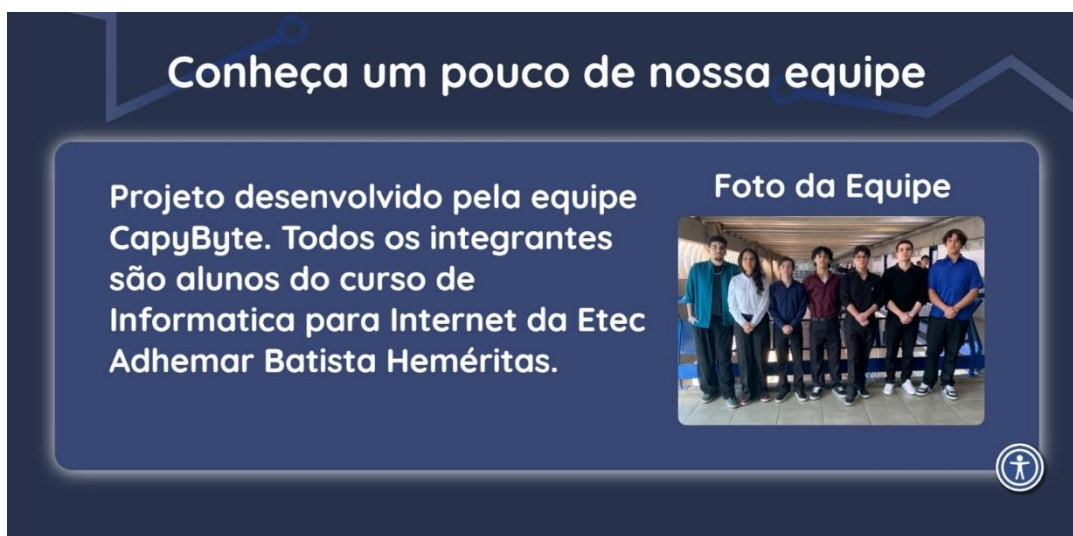 Conheça um pouco de nossa equipe
Projeto desenvolvido pela equipe
CapyByte. Todos os integrantes
são alunos do curso de
Informatica para Internet da Etec
Adhemar Batista Heméritas.
Foto da Equipe